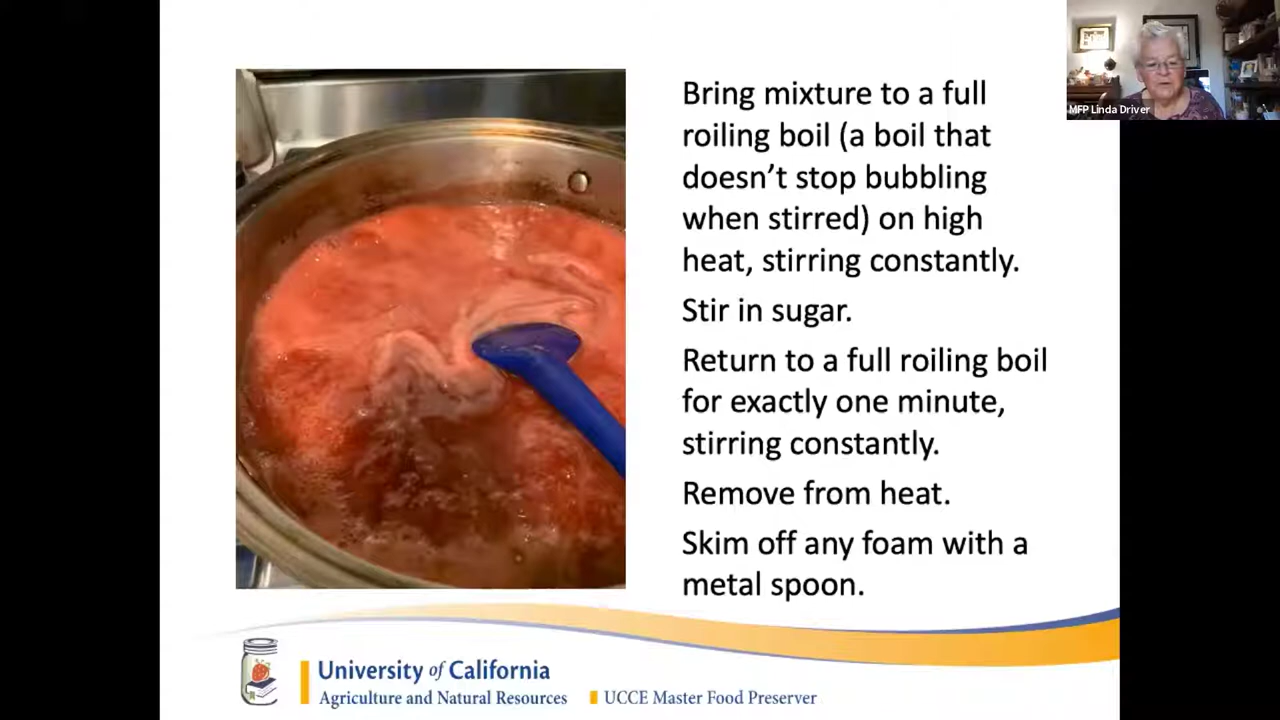 Bring mixture to a full
roiling boil (a boil that
doesn't stop bubbling
when stirred) on high
heat, stirring constantly.
Stir in sugar.
Return to a full roiling boil
for exactly one minute,
stirring constantly.
Remove from heat.
Skim off any foam with a
metal spoon.
MFP Linda Driver
University of California
Agriculture and Natural Resources
UCCE Master Food Preserver